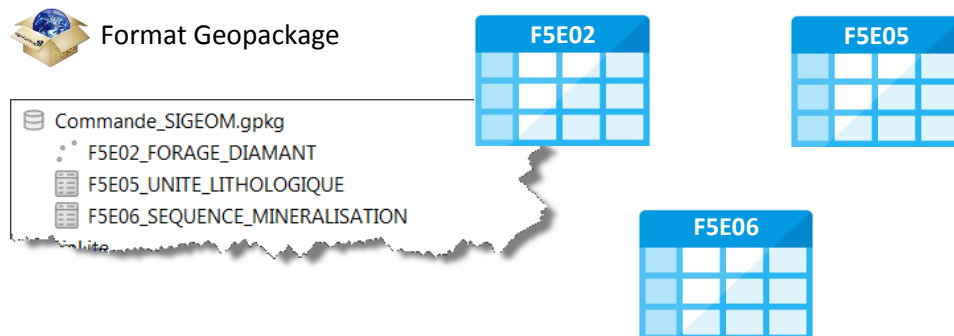 Format Geopackage
F5E02
F5E05
Commande_SIGEOM.gpkg
F5E02_FORAGE_DIAMANT
F5E05_UNITE_LITHOLOGIQUE
F5E06_SEQUENCE_MINERALISATION
F5E06